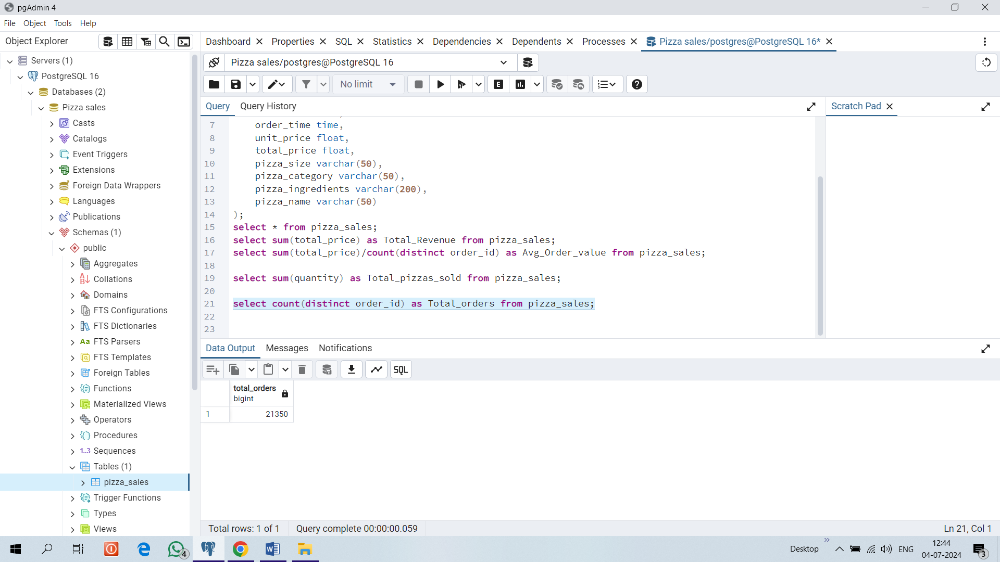 pgAdmin 4
File Object Tools Help
Object Explorer
Dashboard Properties SQL Statistics Dependencies Dependents Processes Pizza sales/postgres@PostgreSQL 16*
Servers (1)
PostgreSQL 16
Databases (2)
Pizza sales
Casts
Catalogs
Event Triggers
Extensions
Foreign Data Wrappers
Languages
Publications
Schemas (1)
public
Aggregates
Collations
Domains
FTS Configurations
FTS Dictionaries
Aa FTS Parsers
FTS Templates
Foreign Tables
Functions
Materialized Views
Operators
Procedures
1..3 Sequences
Tables (1)
pizza_sales
Trigger Functions
Types
Views
Pizza sales/postgres@PostgreSQL 16
No limit E
Query Query History
Scratch Pad
7 order_time time,
8 unit_price float,
9 total_price float,
10 pizza_size varchar(50),
11 pizza_category varchar(50),
12 pizza_ingredients varchar(200),
13 pizza_name varchar(50)
14 );
15 select * from pizza_sales;
16 select sum(total_price) as Total_Revenue from pizza_sales;
17 select sum(total_price)/count(distinct order_id) as Avg_Order_value from pizza_sales;
18
19 select sum(quantity) as Total_pizzas_sold from pizza_sales;
20
21 select count(distinct order_id) as Total_orders from pizza_sales;
22
23
Data Output Messages Notifications
SQL
total_orders
bigint
1 21350
Total rows: 1 of 1 Query complete 00:00:00.059 Ln 21, Col 1
4
Desktop ENG
12:44
04-07-2024
3